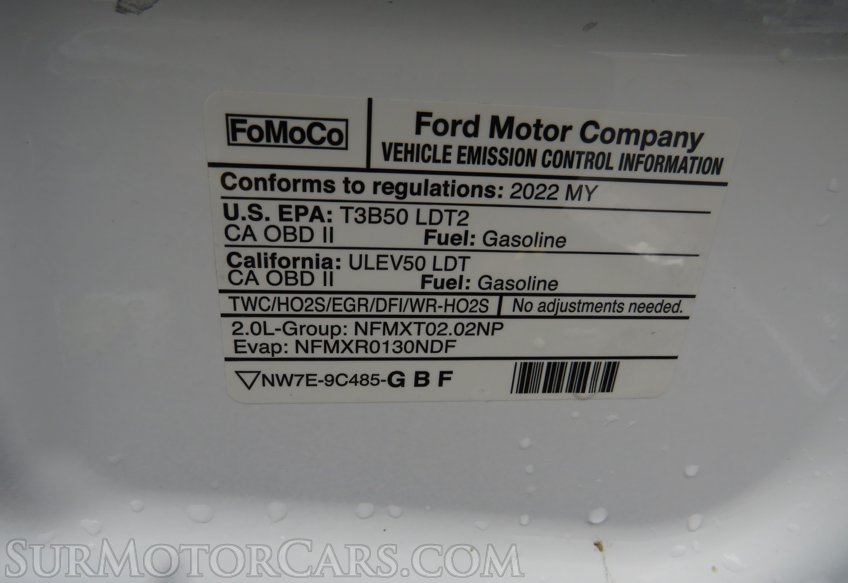 FoMoCo
Ford Motor Company
VEHICLE EMISSION CONTROL INFORMATION
Conforms to regulations: 2022 MY
U.S. EPA: T3B50 LDT2
CA OBD II Fuel: Gasoline
California: ULEV50 LDT
CA OBD II Fuel: Gasoline
TWC/HO2S/EGR/DFI/WR-HO2S No adjustments needed.
2.0L-Group: NFMXT02.02NP
Evap: NFMXR0130NDF
NW7E-9C485-G B F
SURMOTORCARS.COM